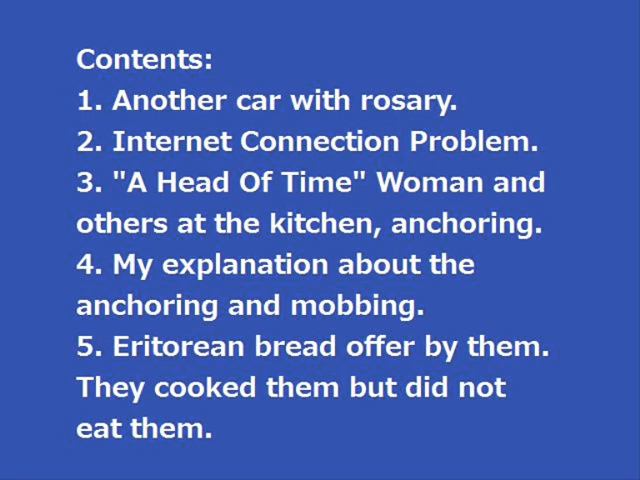 Contents:
1. Another car with rosary.
2. Internet Connection Problem.
3. "A Head Of Time" Woman and
others at the kitchen, anchoring.
4. My explanation about the
anchoring and mobbing.
5. Eritorean bread offer by them.
They cooked them but did not
eat them.